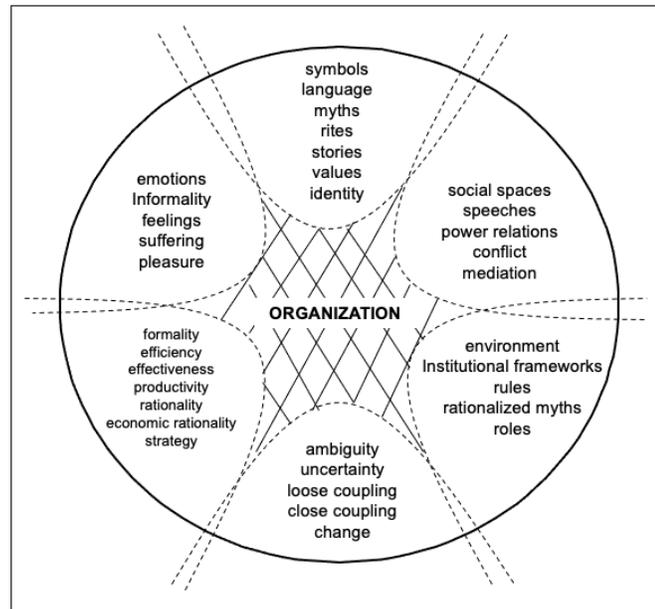 symbols
language
myths
rites
stories
values
identity
emotions
Informality
feelings
suffering
pleasure
social spaces
speeches
power relations
conflict
mediation
ORGANIZATION
formality
efficiency
effectiveness
productivity
rationality
economic rationality
strategy
environment
Institutional frameworks
rules
rationalized myths
roles
ambiguity
uncertainty
loose coupling
close coupling
change